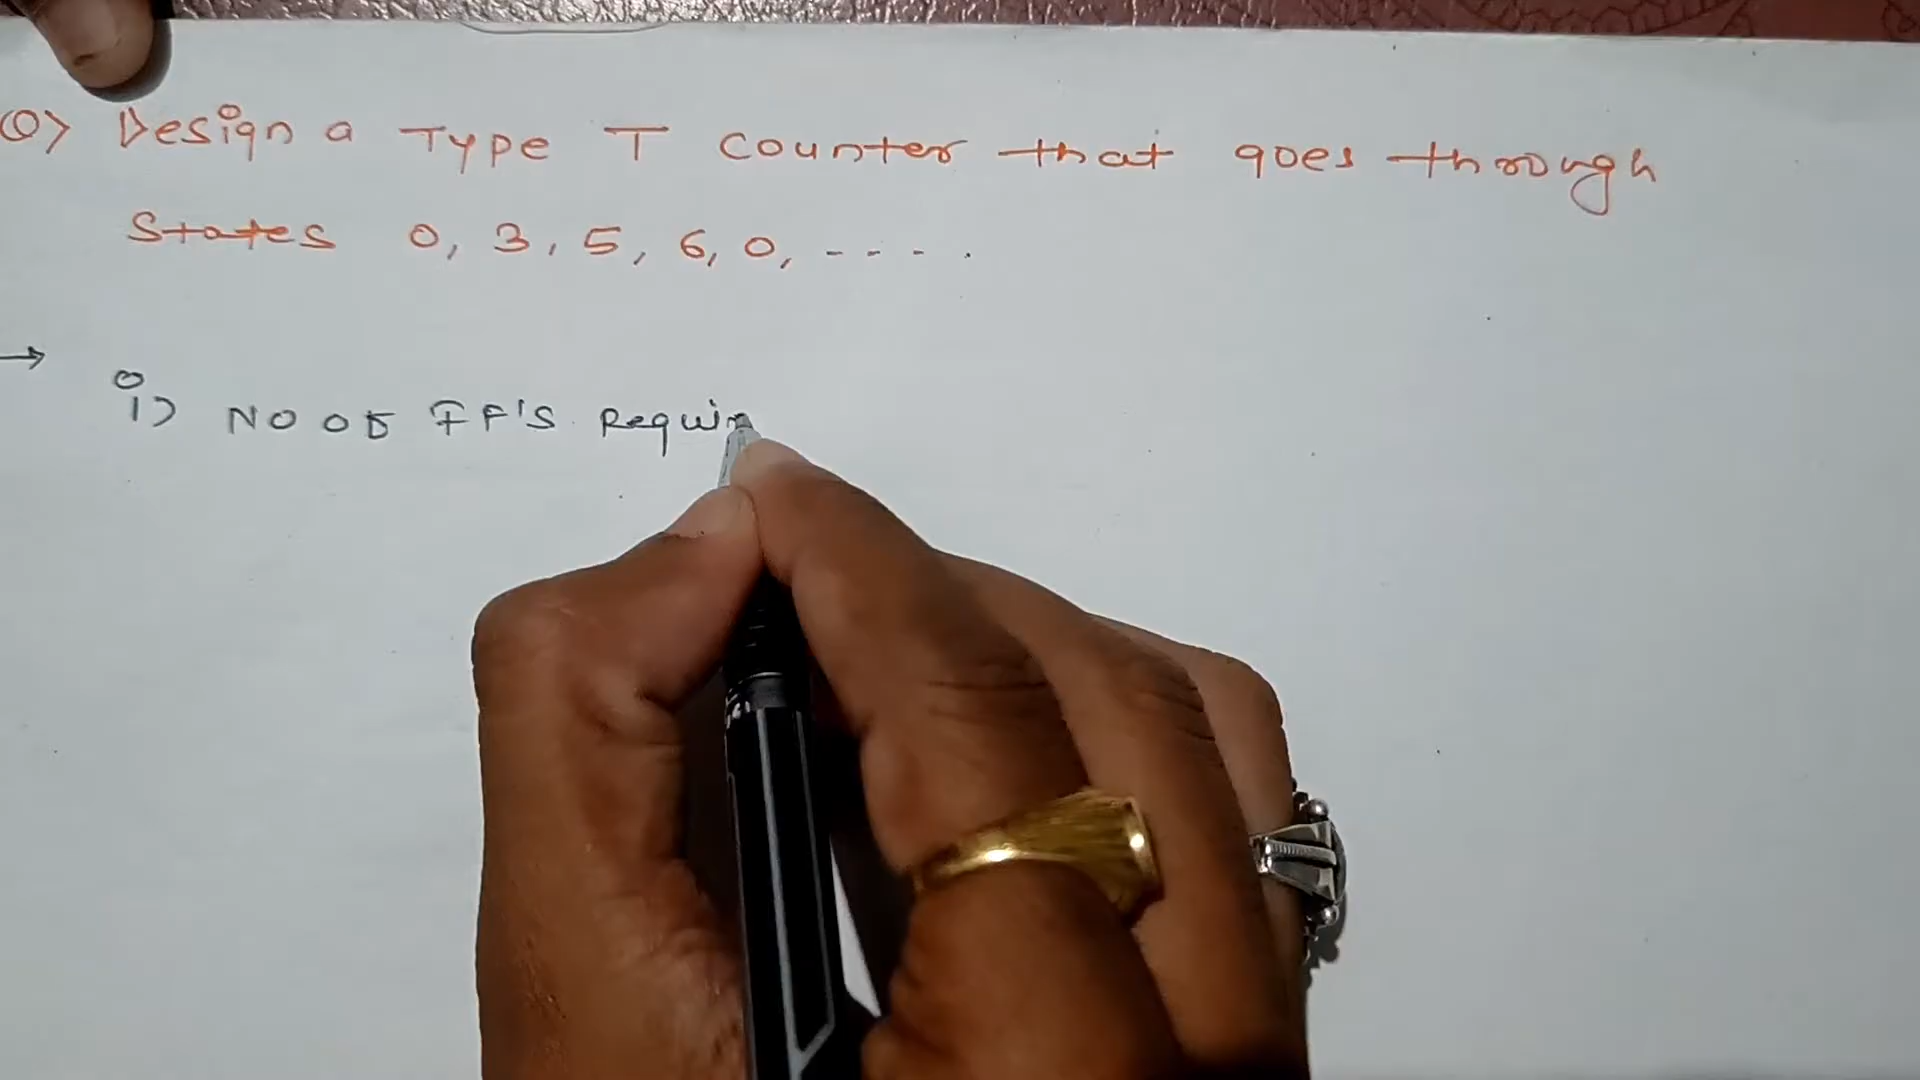 Q) Design a Type T Counter that goes through
States 0, 3, 5, 6, 0, - - - .
→
i) NO OF FF'S Requir